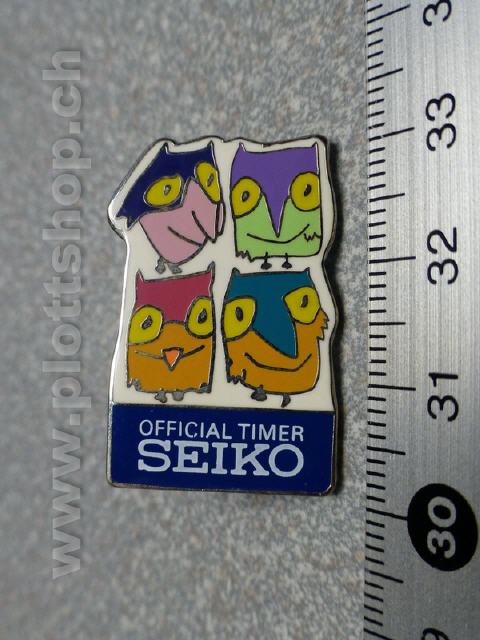 www.plottshop.ch
OFFICIAL TIMER
SEIKO
33
32
31
30